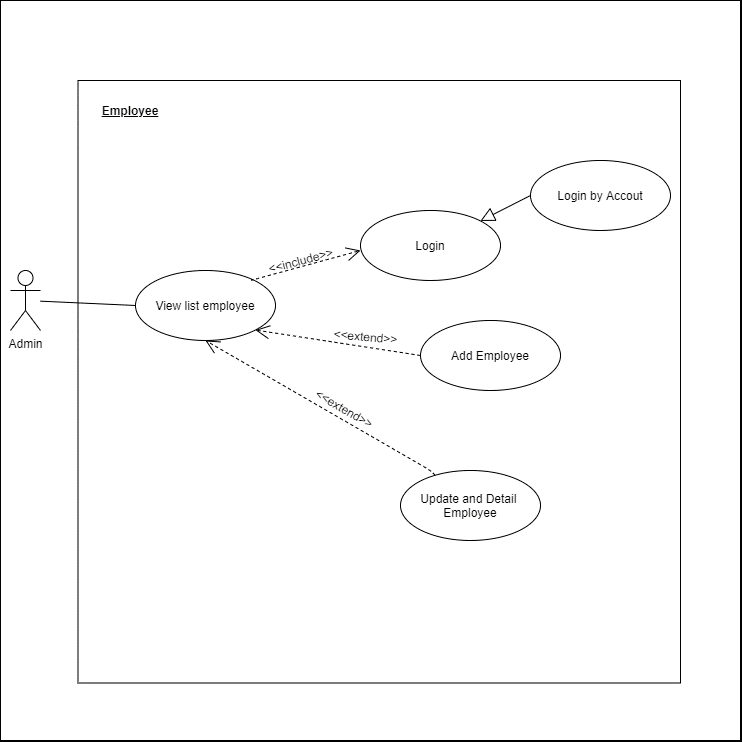 Employee
Login by Accout
Login
<<include>>
View list employee
<<extend>>
Admin
Add Employee
<<extend>>
Update and Detail
Employee